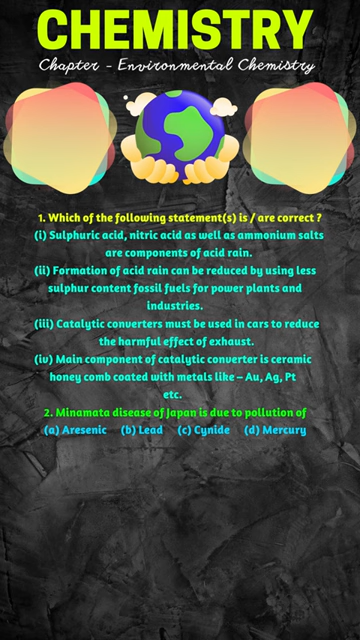 CHEMISTRY
Chapter - Environmental Chemistry
1. Which of the following statement(s) is / are correct ?
(i) Sulphuric acid, nitric acid as well as ammonium salts
are components of acid rain.
(ii) Formation of acid rain can be reduced by using less
sulphur content fossil fuels for power plants and
industries.
(iii) Catalytic converters must be used in cars to reduce
the harmful effect of exhaust.
(iv) Main component of catalytic converter is ceramic
honey comb coated with metals like – Au, Ag, Pt
etc.
2. Minamata disease of Japan is due to pollution of
(a) Aresenic (b) Lead (c) Cynide (d) Mercury